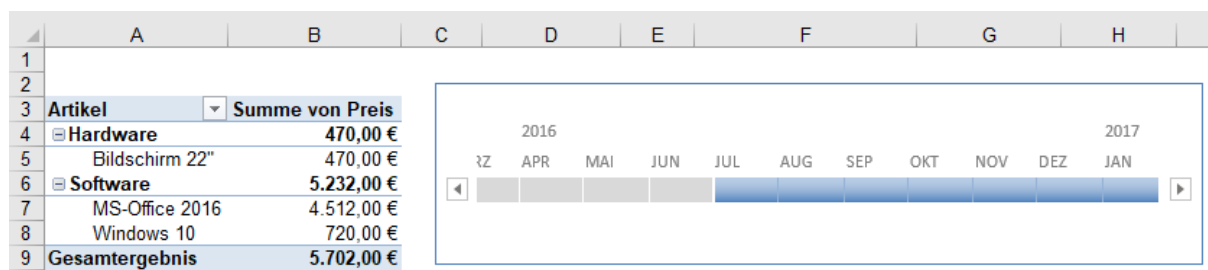 A B C D E F G H
1
2
3 Artikel Summe von Preis
4 Hardware 470,00 € 2016 2017
5 Bildschirm 22" 470,00 € RZ APR MAI JUN JUL AUG SEP OKT NOV DEZ JAN
6 Software 5.232,00 €
7 MS-Office 2016 4.512,00 €
8 Windows 10 720,00 €
9 Gesamtergebnis 5.702,00 €